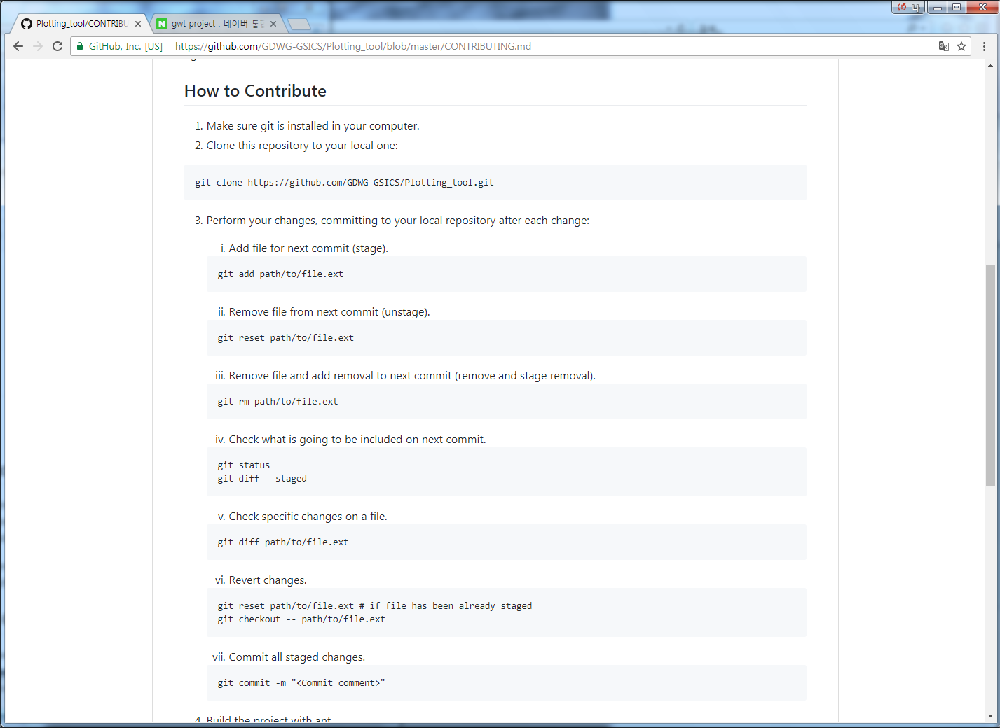 Plotting_tool/CONTRIBU
gwt project : 네이버 통
GitHub, Inc. [US]
https://github.com/GDWG-GSICS/Plotting_tool/blob/master/CONTRIBUTING.md
How to Contribute
1. Make sure git is installed in your computer.
2. Clone this repository to your local one:
git clone https://github.com/GDWG-GSICS/Plotting_tool.git
3. Perform your changes, committing to your local repository after each change:
i. Add file for next commit (stage).
git add path/to/file.ext
ii. Remove file from next commit (unstage).
git reset path/to/file.ext
iii. Remove file and add removal to next commit (remove and stage removal).
git rm path/to/file.ext
iv. Check what is going to be included on next commit.
git status
git diff --staged
v. Check specific changes on a file.
git diff path/to/file.ext
vi. Revert changes.
git reset path/to/file.ext # if file has been already staged
git checkout -- path/to/file.ext
vii. Commit all staged changes.
git commit -m "<Commit comment>"
4. Build the project with ant